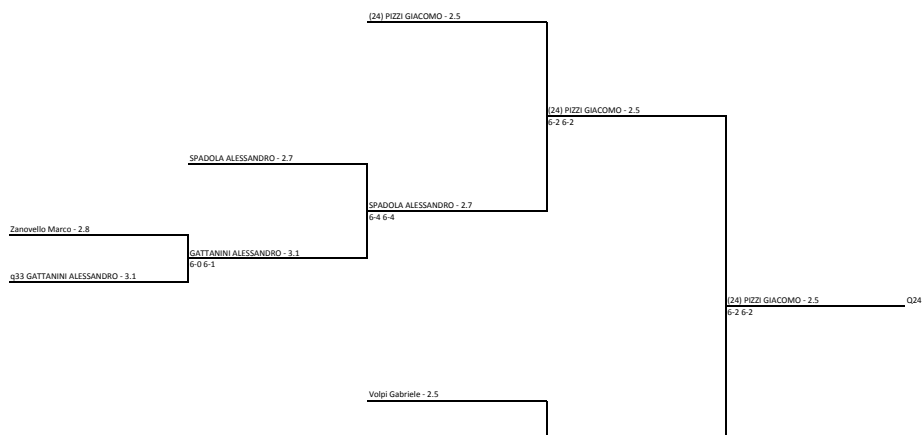 (24) PIZZI GIACOMO - 2.5
(24) PIZZI GIACOMO - 2.5
6-2 6-2
SPADOLA ALESSANDRO - 2.7
SPADOLA ALESSANDRO - 2.7
6-4 6-4
Zanovello Marco - 2.8
GATTANINI ALESSANDRO - 3.1
6-0 6-1
q33 GATTANINI ALESSANDRO - 3.1
(24) PIZZI GIACOMO - 2.5 Q24
6-2 6-2
Volpi Gabriele - 2.5